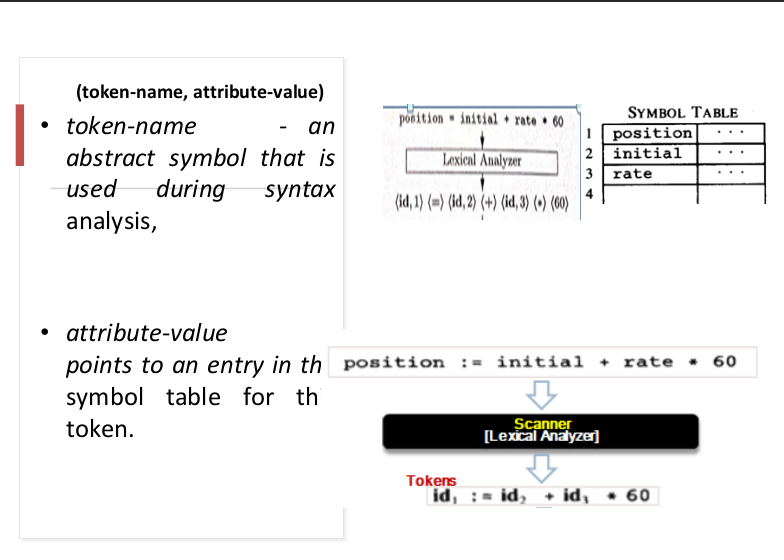 (token-name, attribute-value)
• token-name - an
abstract symbol that is
used during syntax
analysis,
• attribute-value
points to an entry in th
symbol table for th
token.
position = initial + rate * 60
Lexical Analyzer
⟨id, 1⟩ ⟨=⟩ ⟨id, 2⟩ ⟨+⟩ ⟨id, 3⟩ ⟨*⟩ ⟨60⟩
SYMBOL TABLE
1 position ...
2 initial ...
3 rate ...
4
position := initial + rate * 60
Scanner
[Lexical Analyzer]
Tokens
id₁ := id₂ + id₃ * 60